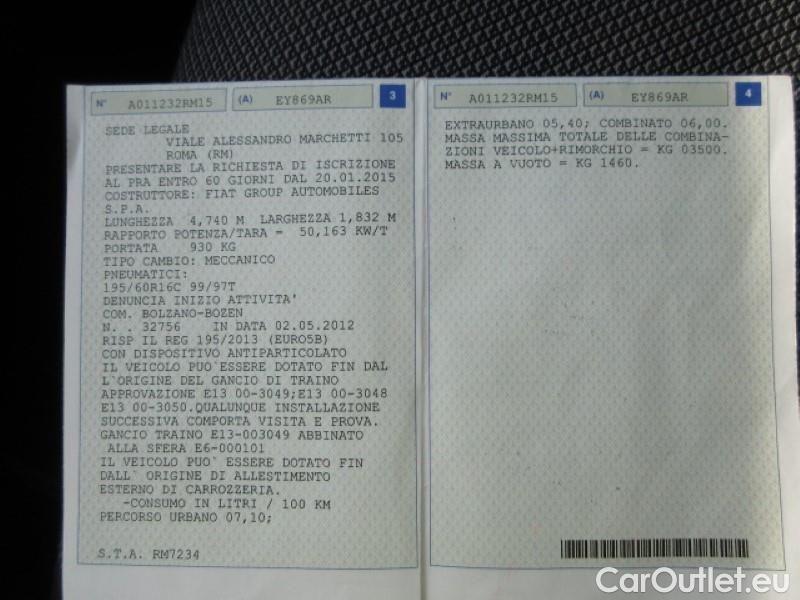 N° A011232RM15 (A) EY869AR 3
SEDE LEGALE
VIALE ALESSANDRO MARCHETTI 105
ROMA (RM)
PRESENTARE LA RICHIESTA DI ISCRIZIONE
AL PRA ENTRO 60 GIORNI DAL 20.01.2015
COSTRUTTORE: FIAT GROUP AUTOMOBILES
S.P.A.
LUNGHEZZA 4,740 M LARGHEZZA 1,832 M
RAPPORTO POTENZA/TARA = 50,163 KW/T
PORTATA 930 KG
TIPO CAMBIO: MECCANICO
PNEUMATICI:
195/60R16C 99/97T
DENUNCIA INIZIO ATTIVITA'
COM. BOLZANO-BOZEN
N. . 32756 IN DATA 02.05.2012
RISP IL REG 195/2013 (EURO5B)
CON DISPOSITIVO ANTIPARTICOLATO
IL VEICOLO PUO`ESSERE DOTATO FIN DAL
L`ORIGINE DEL GANCIO DI TRAINO
APPROVAZIONE E13 00-3049;E13 00-3048
E13 00-3050.QUALUNQUE INSTALLAZIONE
SUCCESSIVA COMPORTA VISITA E PROVA.
GANCIO TRAINO E13-003049 ABBINATO
ALLA SFERA E6-000101
IL VEICOLO PUO` ESSERE DOTATO FIN
DALL` ORIGINE DI ALLESTIMENTO
ESTERNO DI CARROZZERIA.
-CONSUMO IN LITRI / 100 KM
PERCORSO URBANO 07,10;
S.T.A. RM7234
N° A011232RM15 (A) EY869AR 4
EXTRAURBANO 05,40; COMBINATO 06,00.
MASSA MASSIMA TOTALE DELLE COMBINA-
ZIONI VEICOLO+RIMORCHIO = KG 03500.
MASSA A VUOTO = KG 1460.
CarOutlet.eu